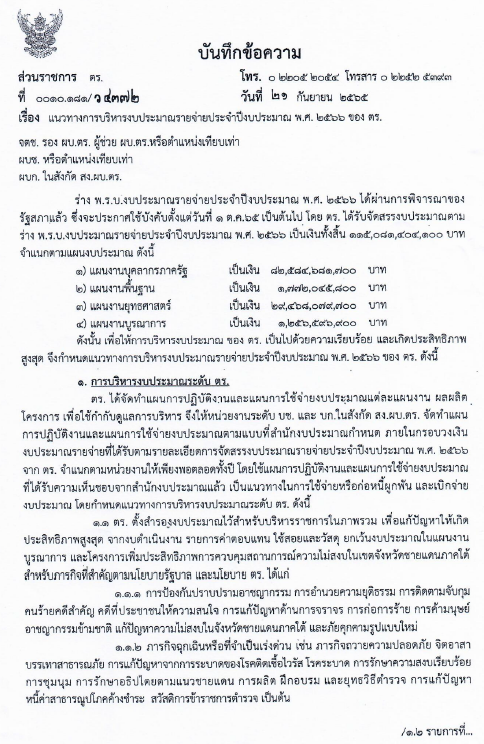 บันทึกข้อความ
ส่วนราชการ ตร. โทร. ๐ ๒๒๐๕ ๒๐๕๔ โทรสาร ๐ ๒๒๕๒ ๕๓๙๓
ที่ ๐๐๑๐.๑๘๑/ว ๔๓๗๒ วันที่ ๒๑ กันยายน ๒๕๖๕
เรื่อง แนวทางการบริหารงบประมาณรายจ่ายประจำปีงบประมาณ พ.ศ. ๒๕๖๖ ของ ตร.
จตช. รอง ผบ.ตร. ผู้ช่วย ผบ.ตร.หรือตำแหน่งเทียบเท่า
ผบช. หรือตำแหน่งเทียบเท่า
ผบก. ในสังกัด สง.ผบ.ตร.
ร่าง พ.ร.บ.งบประมาณรายจ่ายประจำปีงบประมาณ พ.ศ. ๒๕๖๖ ได้ผ่านการพิจารณาของ
รัฐสภาแล้ว ซึ่งจะประกาศใช้บังคับตั้งแต่วันที่ ๑ ต.ค.๖๕ เป็นต้นไป โดย ตร. ได้รับจัดสรรงบประมาณตาม
ร่าง พ.ร.บ.งบประมาณรายจ่ายประจำปีงบประมาณ พ.ศ. ๒๕๖๖ เป็นเงินทั้งสิ้น ๑๑๕,๐๘๑,๔๐๔,๑๐๐ บาท
จำแนกตามแผนงบประมาณ ดังนี้
๑) แผนงานบุคลากรภาครัฐ เป็นเงิน ๘๒,๕๘๔,๖๘๑,๗๐๐ บาท
๒) แผนงานพื้นฐาน เป็นเงิน ๑,๗๗๒,๐๔๕,๘๐๐ บาท
๓) แผนงานยุทธศาสตร์ เป็นเงิน ๒๙,๔๖๘,๐๗๙,๗๐๐ บาท
๔) แผนงานบูรณาการ เป็นเงิน ๑,๒๕๖,๕๙๖,๙๐๐ บาท
ดังนั้น เพื่อให้การบริหารงบประมาณ ของ ตร. เป็นไปด้วยความเรียบร้อย และเกิดประสิทธิภาพ
สูงสุด จึงกำหนดแนวทางการบริหารงบประมาณรายจ่ายประจำปีงบประมาณ พ.ศ. ๒๕๖๖ ของ ตร. ดังนี้
๑. การบริหารงบประมาณระดับ ตร.
ตร. ได้จัดทำแผนการปฏิบัติงานและแผนการใช้จ่ายงบประมาณแต่ละแผนงาน ผลผลิต
โครงการ เพื่อใช้กำกับดูแลการบริหาร จึงให้หน่วยงานระดับ บช. และ บก.ในสังกัด สง.ผบ.ตร. จัดทำแผน
การปฏิบัติงานและแผนการใช้จ่ายงบประมาณตามแบบที่สำนักงบประมาณกำหนด ภายในกรอบวงเงิน
งบประมาณรายจ่ายที่ได้รับตามรายละเอียดการจัดสรรงบประมาณรายจ่ายประจำปีงบประมาณ พ.ศ. ๒๕๖๖
จาก ตร. จำแนกตามหน่วยงานให้เพียงพอตลอดทั้งปี โดยใช้แผนการปฏิบัติงานและแผนการใช้จ่ายงบประมาณ
ที่ได้รับความเห็นชอบจากสำนักงบประมาณแล้ว เป็นแนวทางในการใช้จ่ายหรือก่อหนี้ผูกพัน และเบิกจ่าย
งบประมาณ โดยกำหนดแนวทางการบริหารงบประมาณระดับ ตร. ดังนี้
๑.๑ ตร. ตั้งสำรองงบประมาณไว้สำหรับบริหารราชการในภาพรวม เพื่อแก้ปัญหาให้เกิด
ประสิทธิภาพสูงสุด จากงบดำเนินงาน รายการค่าตอบแทน ใช้สอยและวัสดุ ยกเว้นงบประมาณในแผนงาน
บูรณาการ และโครงการเพิ่มประสิทธิภาพการควบคุมสถานการณ์ความไม่สงบในเขตจังหวัดชายแดนภาคใต้
สำหรับภารกิจที่สำคัญตามนโยบายรัฐบาล และนโยบาย ตร. ได้แก่
๑.๑.๑ การป้องกันปราบปรามอาชญากรรม การอำนวยความยุติธรรม การติดตามจับกุม
คนร้ายคดีสำคัญ คดีที่ประชาชนให้ความสนใจ การแก้ปัญหาด้านการจราจร การก่อการร้าย การค้ามนุษย์
อาชญากรรมข้ามชาติ แก้ปัญหาความไม่สงบในจังหวัดชายแดนภาคใต้ และภัยคุกคามรูปแบบใหม่
๑.๑.๒ ภารกิจฉุกเฉินหรือที่จำเป็นเร่งด่วน เช่น ภารกิจถวายความปลอดภัย จิตอาสา
บรรเทาสาธารณภัย การแก้ปัญหาจากการระบาดของโรคติดเชื้อไวรัส โรคระบาด การรักษาความสงบเรียบร้อย
การชุมนุม การรักษาอธิปไตยตามแนวชายแดน การผลิต ฝึกอบรม และยุทธวิธีตำรวจ การแก้ปัญหา
หนี้ค่าสาธารณูปโภคค้างชำระ สวัสดิการข้าราชการตำรวจ เป็นต้น
/๑.๒ รายการที่...